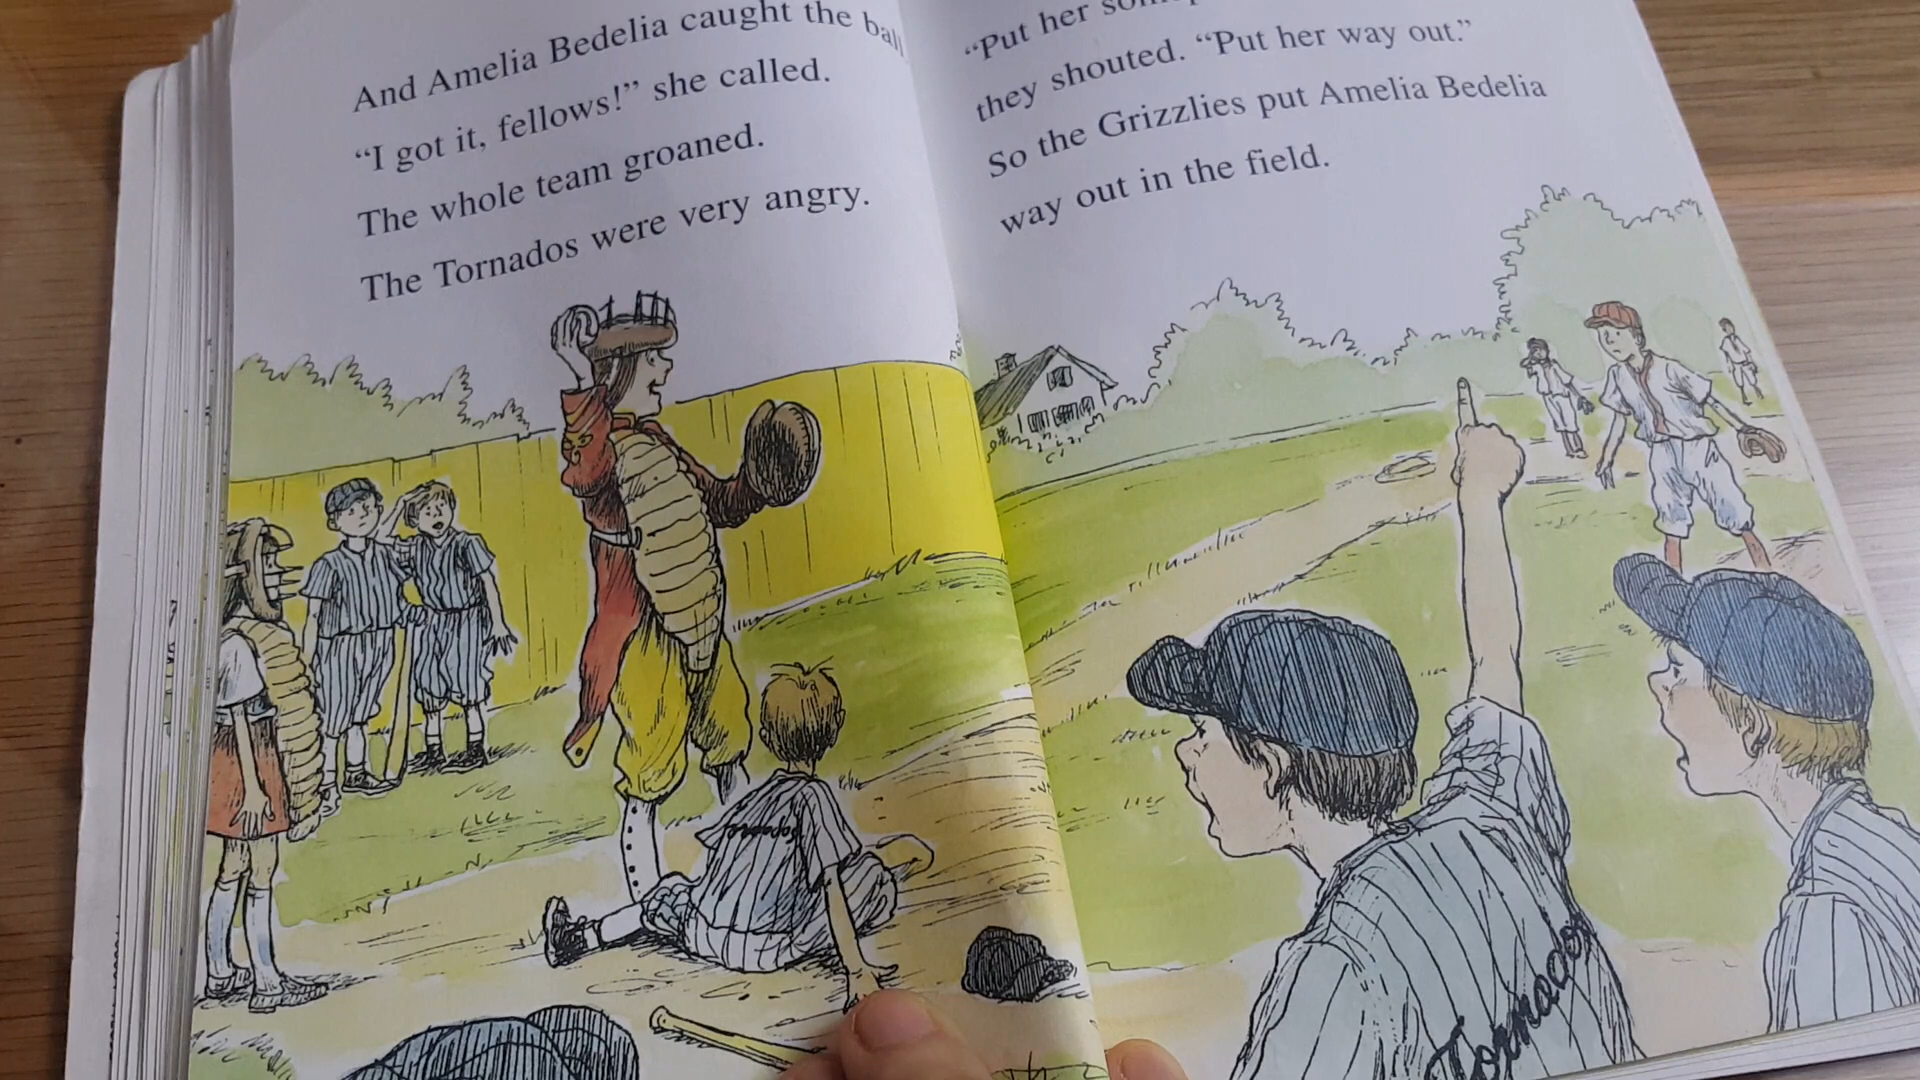 And Amelia Bedelia caught the ball
"I got it, fellows!" she called.
The whole team groaned.
The Tornados were very angry.
"Put her
they shouted. "Put her way out."
So the Grizzlies put Amelia Bedelia
way out in the field.
Tornados